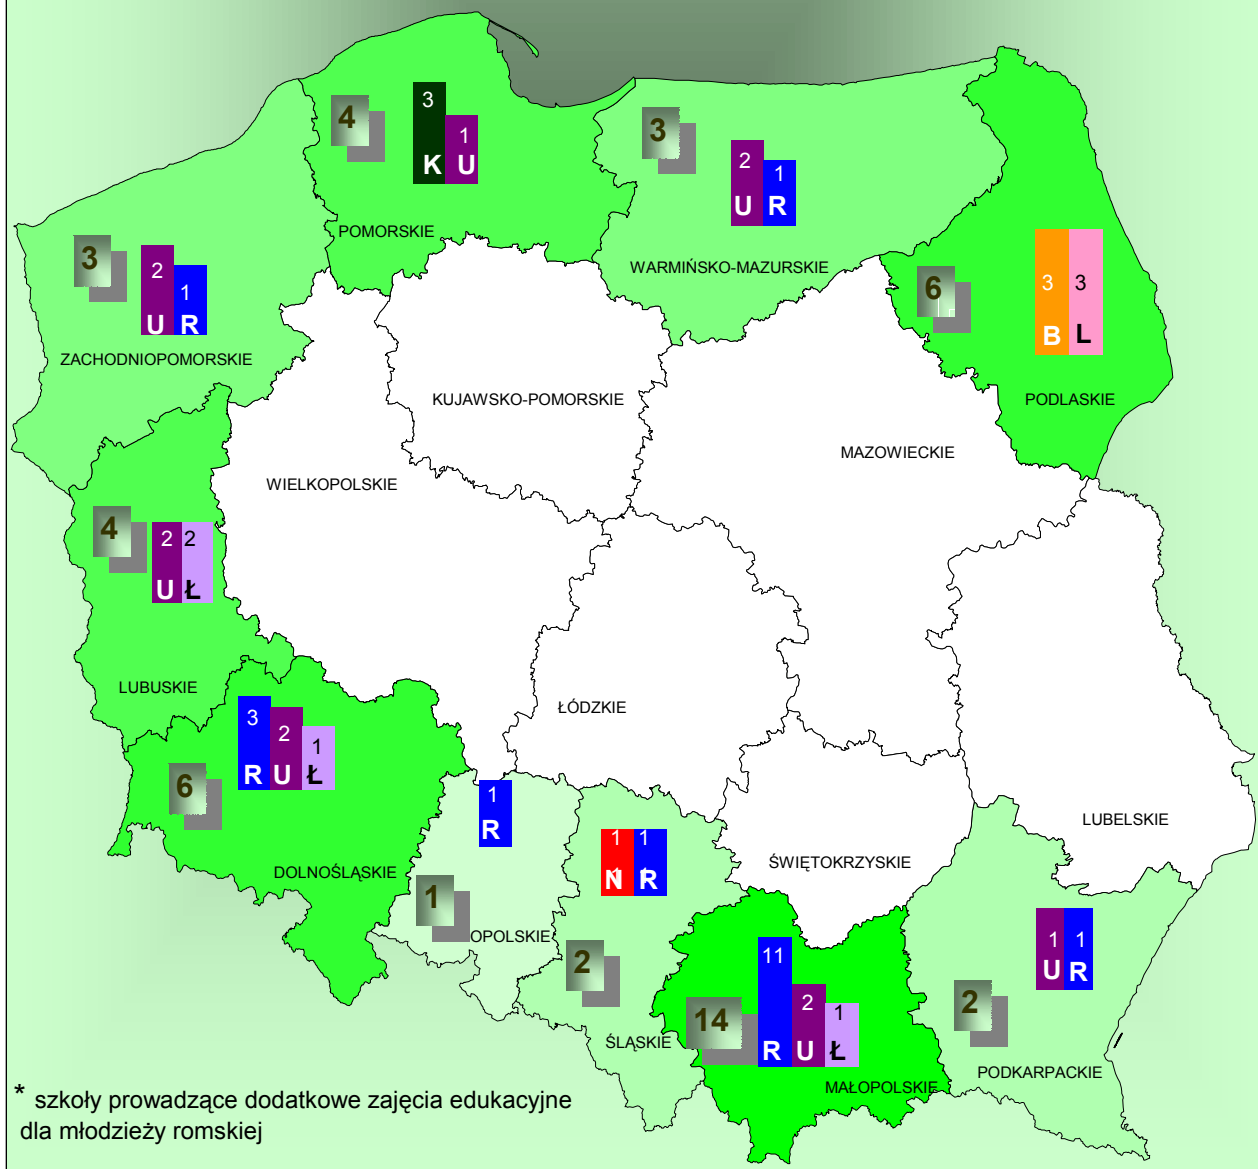 3
1
K
U
4
POMORSKIE
3
2
1
U
R
WARMIŃSKO-MAZURSKIE
3
2
1
U
R
ZACHODNIOPOMORSKIE
6
3
3
B
L
PODLASKIE
KUJAWSKO-POMORSKIE
MAZOWIECKIE
WIELKOPOLSKIE
4
2
2
U
Ł
LUBUSKIE
ŁÓDZKIE
3
2
1
R
U
Ł
6
DOLNOŚLĄSKIE
1
R
1
OPOLSKIE
1
1
N
R
2
ŚLĄSKIE
ŚWIĘTOKRZYSKIE
LUBELSKIE
11
2
1
R
U
Ł
14
MAŁOPOLSKIE
1
1
U
R
2
PODKARPACKIE
* szkoły prowadzące dodatkowe zajęcia edukacyjne
dla młodzieży romskiej